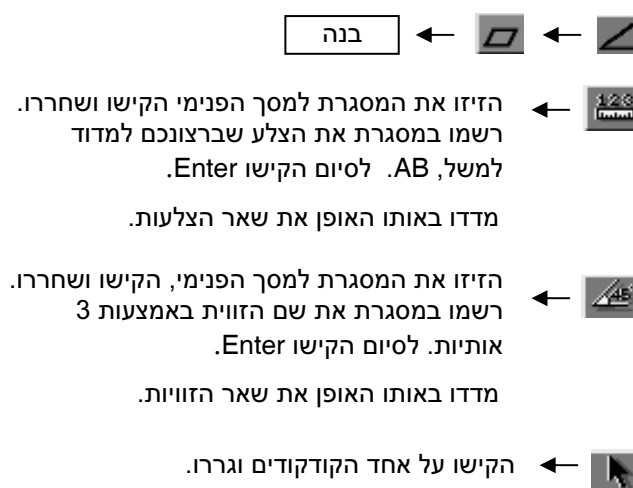 בנה
הזיזו את המסגרת למסך הפנימי הקישו ושחררו.
רשמו במסגרת את הצלע שברצונכם למדוד
למשל, AB. לסיום הקישו Enter.
מדדו באותו האופן את שאר הצלעות.
הזיזו את המסגרת למסך הפנימי, הקישו ושחררו.
רשמו במסגרת את שם הזווית באמצעות 3
אותיות. לסיום הקישו Enter.
מדדו באותו האופן את שאר הזוויות.
הקישו על אחד הקודקודים וגררו.